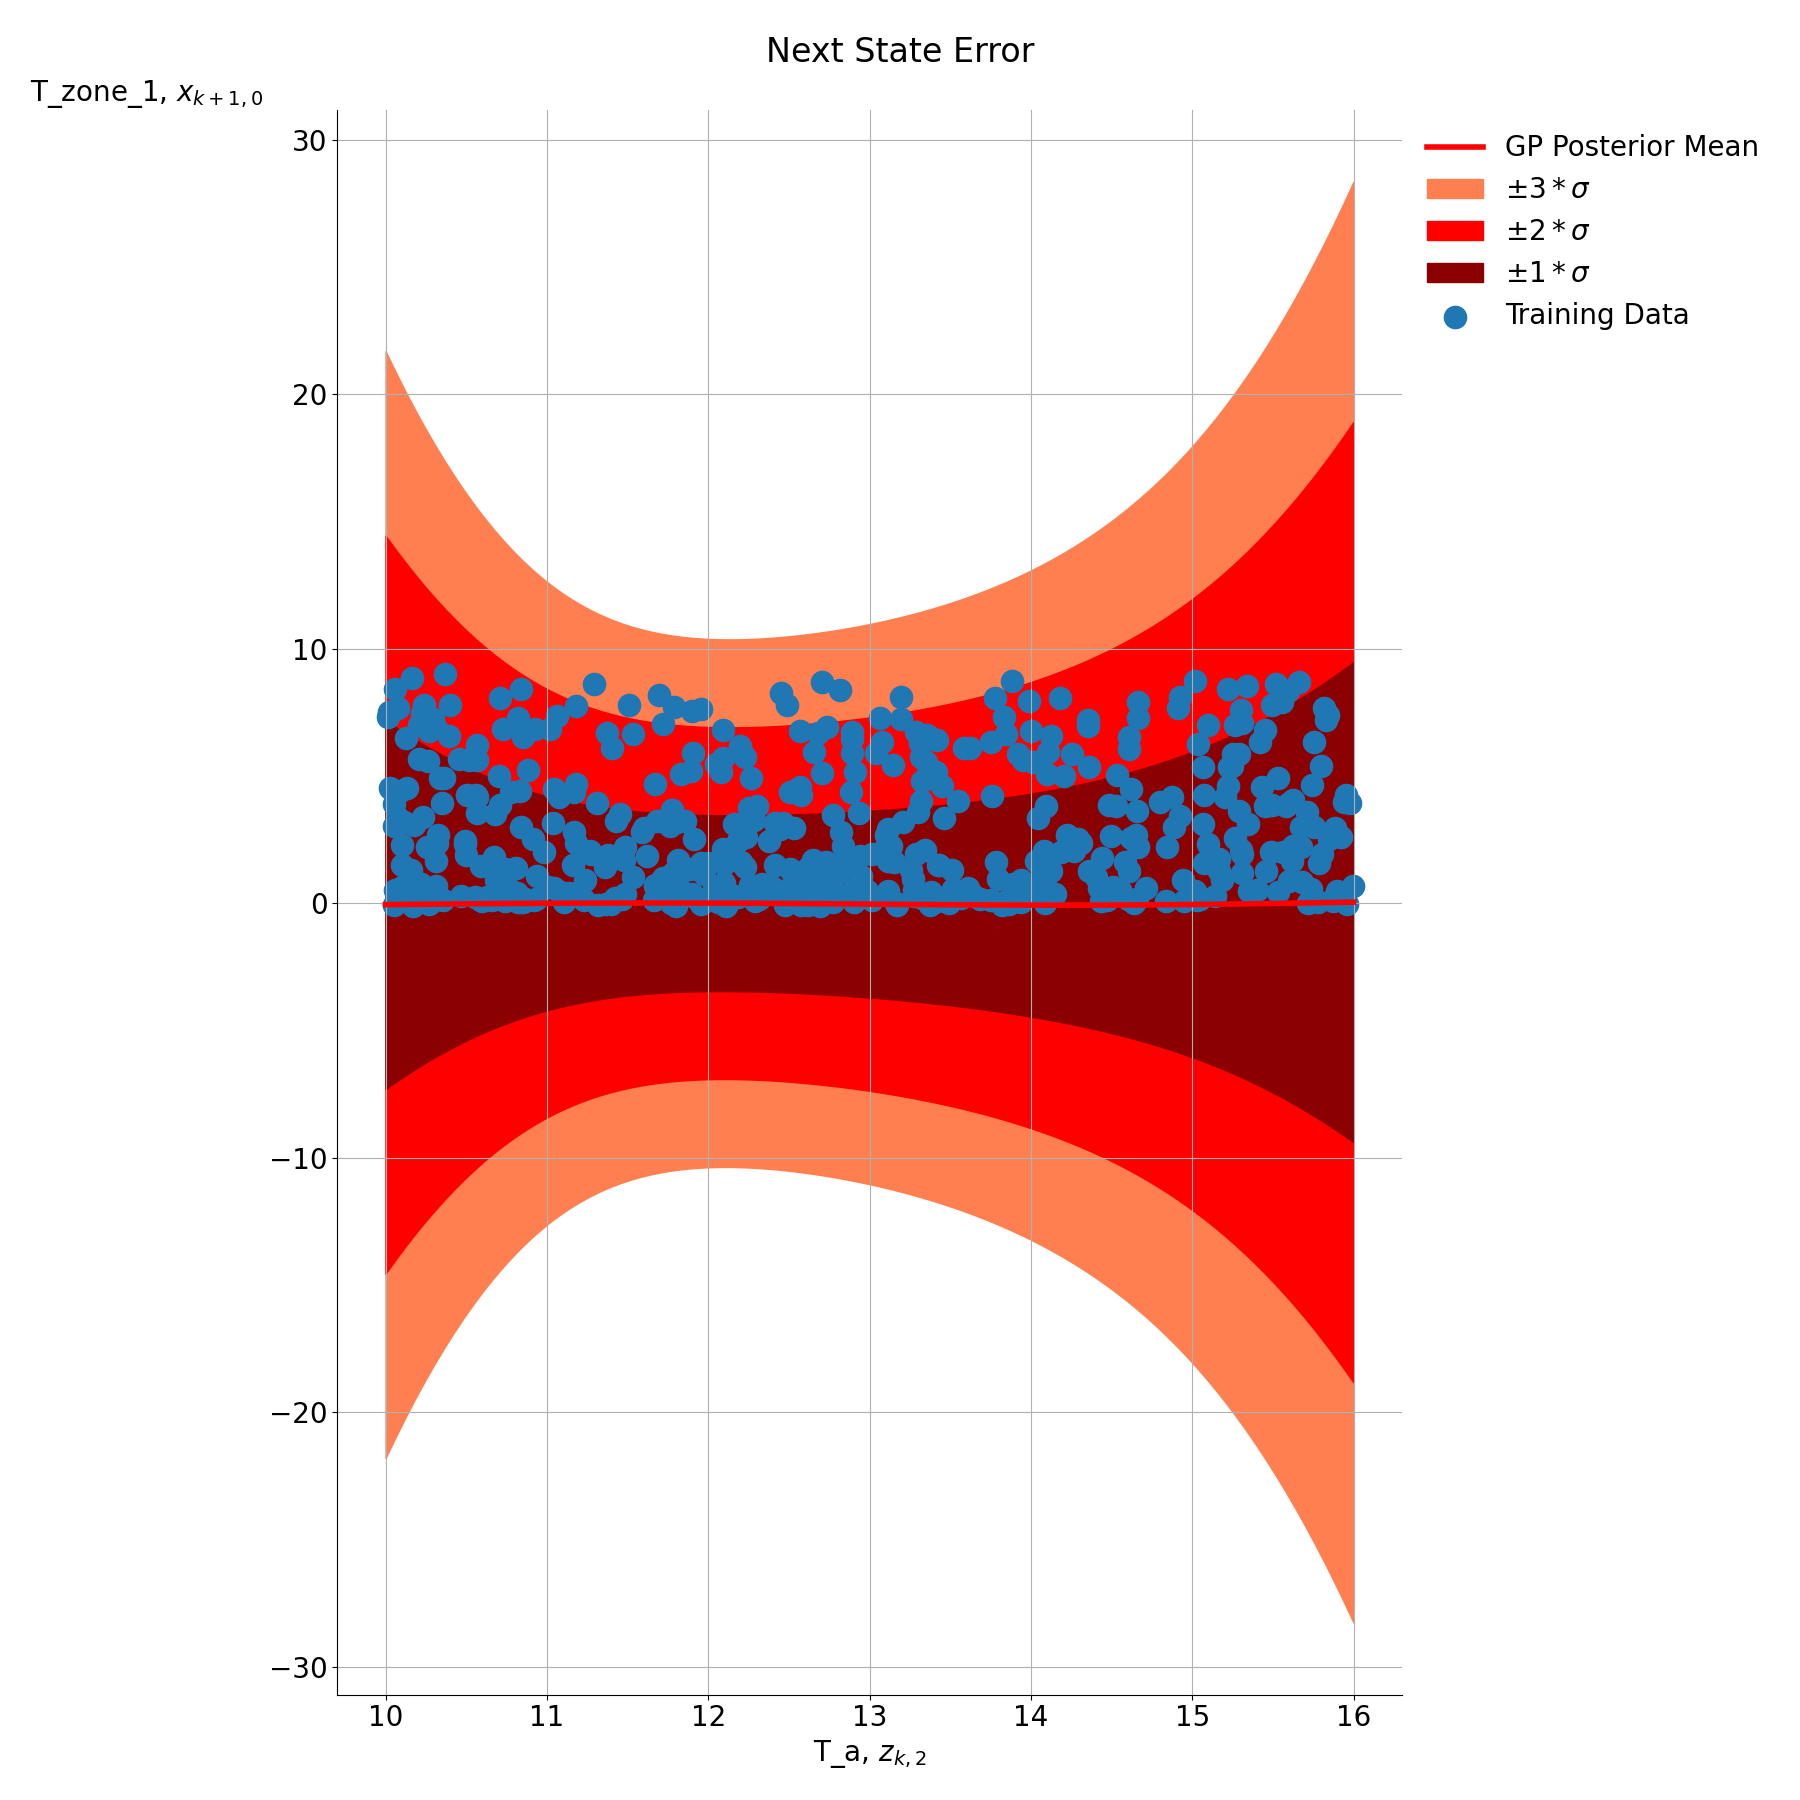 Next State Error
T_zone_1, x_{k+1,0}
GP Posterior Mean
±3 * σ
±2 * σ
±1 * σ
Training Data
30
20
10
0
−10
−20
−30
10 11 12 13 14 15 16
T_a, z_{k,2}